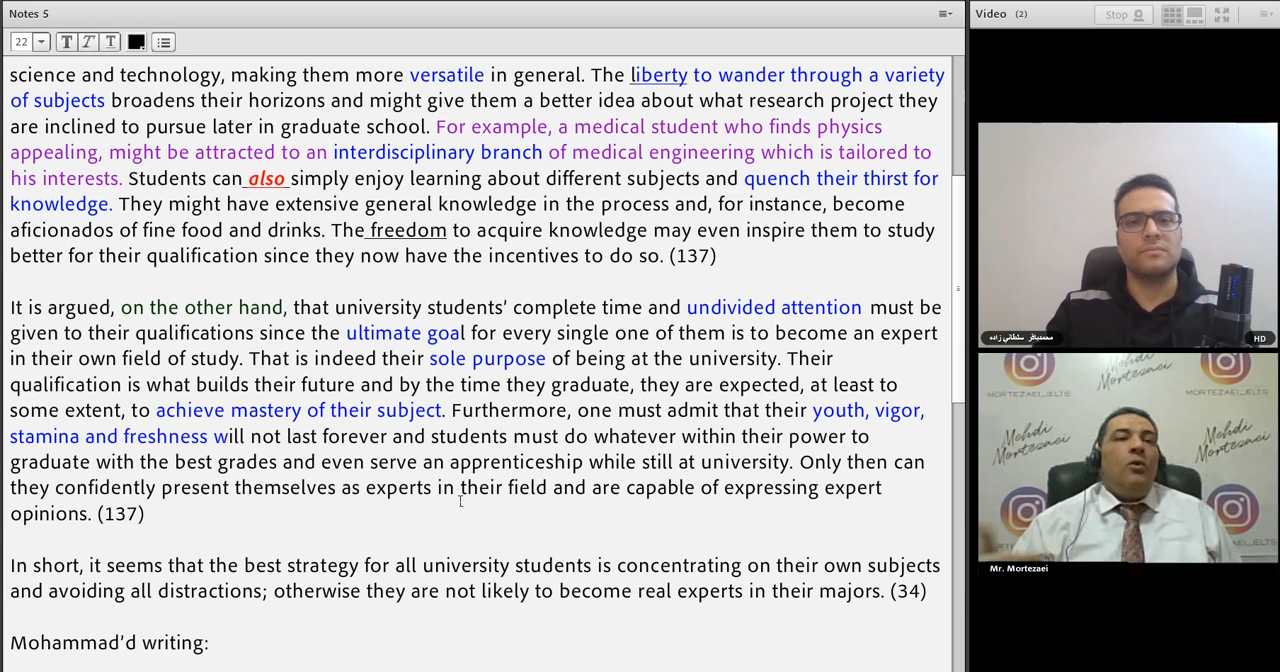 Notes 5
22
T T T
science and technology, making them more versatile in general. The liberty to wander through a variety
of subjects broadens their horizons and might give them a better idea about what research project they
are inclined to pursue later in graduate school. For example, a medical student who finds physics
appealing, might be attracted to an interdisciplinary branch of medical engineering which is tailored to
his interests. Students can also simply enjoy learning about different subjects and quench their thirst for
knowledge. They might have extensive general knowledge in the process and, for instance, become
aficionados of fine food and drinks. The freedom to acquire knowledge may even inspire them to study
better for their qualification since they now have the incentives to do so. (137)
It is argued, on the other hand, that university students' complete time and undivided attention must be
given to their qualifications since the ultimate goal for every single one of them is to become an expert
in their own field of study. That is indeed their sole purpose of being at the university. Their
qualification is what builds their future and by the time they graduate, they are expected, at least to
some extent, to achieve mastery of their subject. Furthermore, one must admit that their youth, vigor,
stamina and freshness will not last forever and students must do whatever within their power to
graduate with the best grades and even serve an apprenticeship while still at university. Only then can
they confidently present themselves as experts in their field and are capable of expressing expert
opinions. (137)
In short, it seems that the best strategy for all university students is concentrating on their own subjects
and avoiding all distractions; otherwise they are not likely to become real experts in their majors. (34)
Mohammad'd writing:
Video (2)
Stop
محمدباقر سلطانی زاده
HD
MORTEZAEI_IELTS
Mehdi
Mortezaei
Mehdi
Mortezaei
Mr. Mortezaei